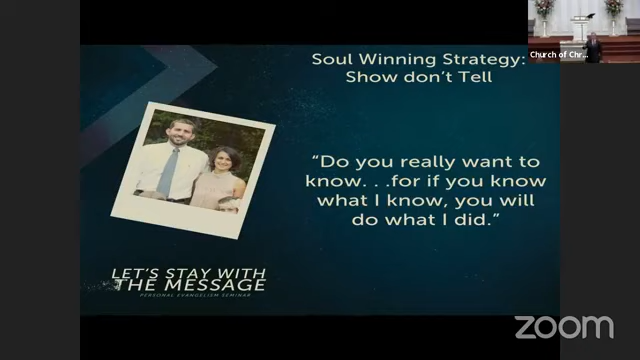 Church of Chr...
Soul Winning Strategy:
Show don't Tell
"Do you really want to
know. . .for if you know
what I know, you will
do what I did."
LET'S STAY WITH
THE MESSAGE
PERSONAL EVANGELISM SEMINAR
zoom